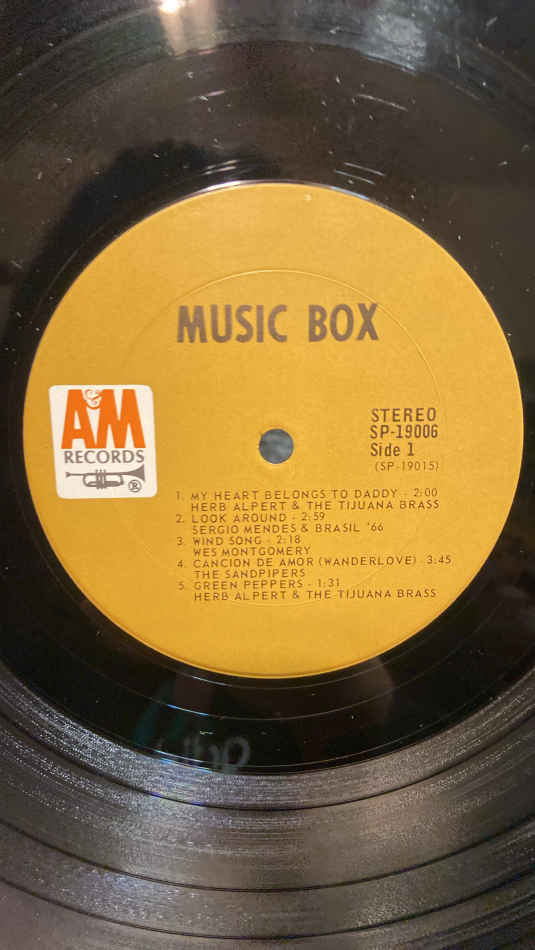 MUSIC BOX
A&M
RECORDS
®
STEREO
SP-19006
Side 1
(SP-19015)
1. MY HEART BELONGS TO DADDY - 2:00
HERB ALPERT & THE TIJUANA BRASS
2. LOOK AROUND - 2:59
SERGIO MENDES & BRASIL '66
3. WIND SONG - 2:18
WES MONTGOMERY
4. CANCION DE AMOR (WANDERLOVE) - 3:45
THE SANDPIPERS
5. GREEN PEPPERS - 1:31
HERB ALPERT & THE TIJUANA BRASS